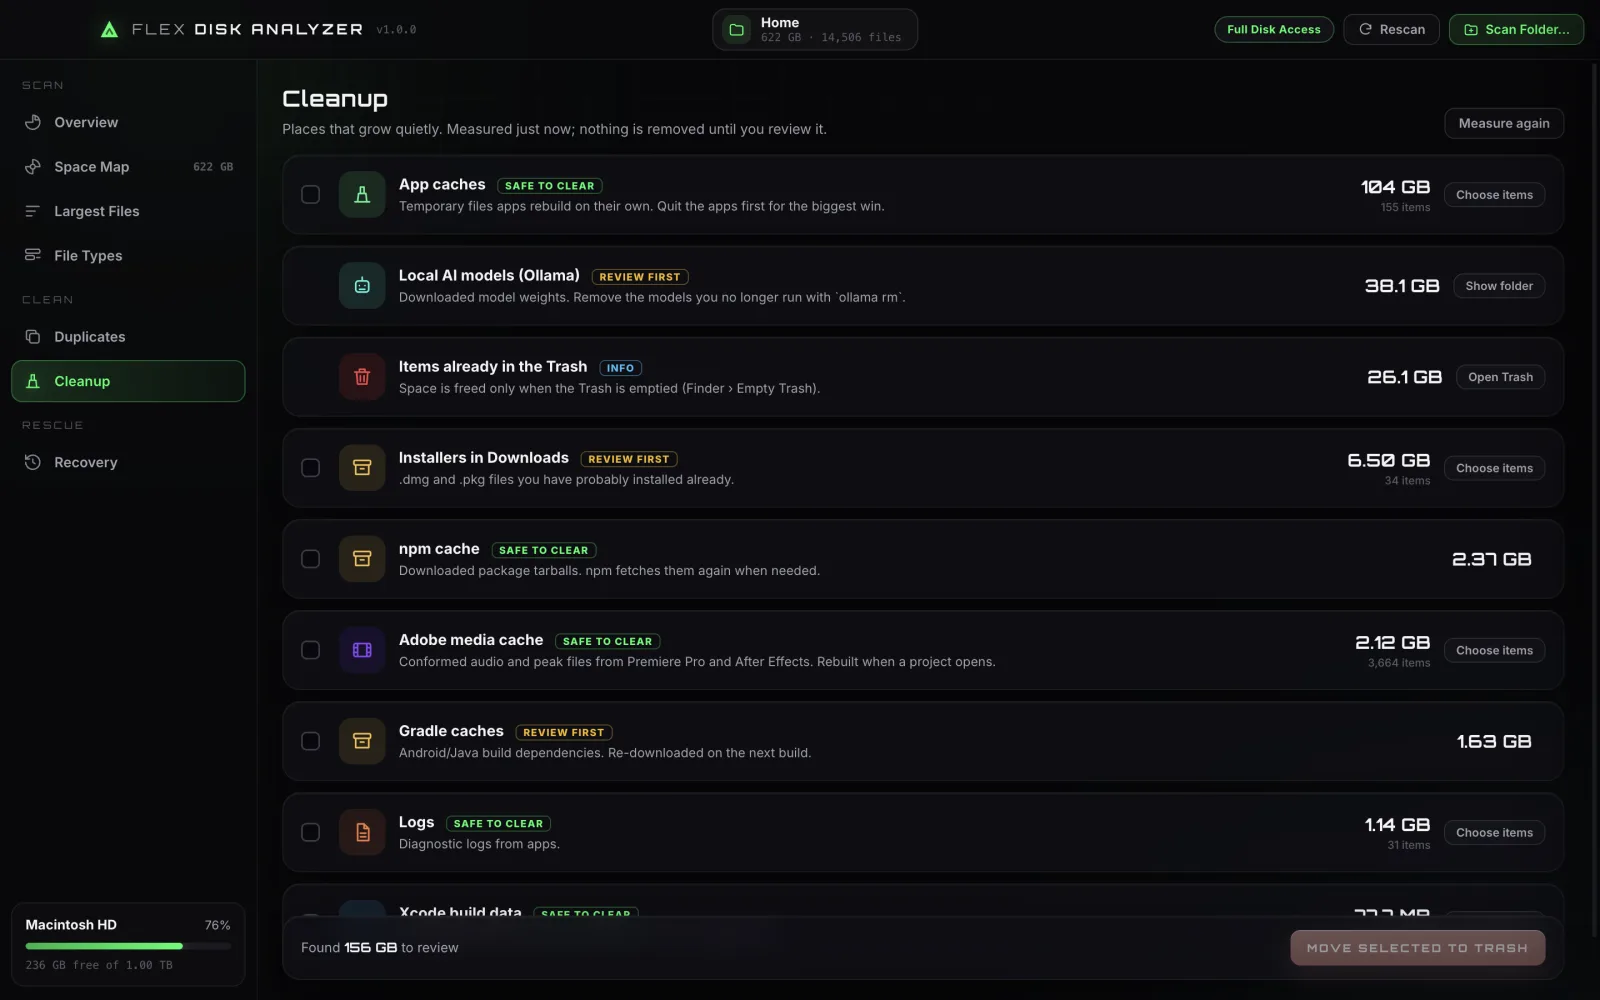 FLEX DISK ANALYZER v1.0.0
Home
622 GB · 14,506 files
Full Disk Access
Rescan
Scan Folder...
SCAN
Overview
Space Map 622 GB
Largest Files
File Types
CLEAN
Duplicates
Cleanup
RESCUE
Recovery
Macintosh HD 76%
236 GB free of 1.00 TB
Cleanup
Places that grow quietly. Measured just now; nothing is removed until you review it.
Measure again
App caches SAFE TO CLEAR
Temporary files apps rebuild on their own. Quit the apps first for the biggest win.
104 GB
155 items
Choose items
Local AI models (Ollama) REVIEW FIRST
Downloaded model weights. Remove the models you no longer run with `ollama rm`.
38.1 GB
Show folder
Items already in the Trash INFO
Space is freed only when the Trash is emptied (Finder › Empty Trash).
26.1 GB
Open Trash
Installers in Downloads REVIEW FIRST
.dmg and .pkg files you have probably installed already.
6.50 GB
34 items
Choose items
npm cache SAFE TO CLEAR
Downloaded package tarballs. npm fetches them again when needed.
2.37 GB
Adobe media cache SAFE TO CLEAR
Conformed audio and peak files from Premiere Pro and After Effects. Rebuilt when a project opens.
2.12 GB
3,664 items
Choose items
Gradle caches REVIEW FIRST
Android/Java build dependencies. Re-downloaded on the next build.
1.63 GB
Logs SAFE TO CLEAR
Diagnostic logs from apps.
1.14 GB
31 items
Choose items
Xcode build data SAFE TO CLEAR
77.7 MB
Found 156 GB to review
MOVE SELECTED TO TRASH